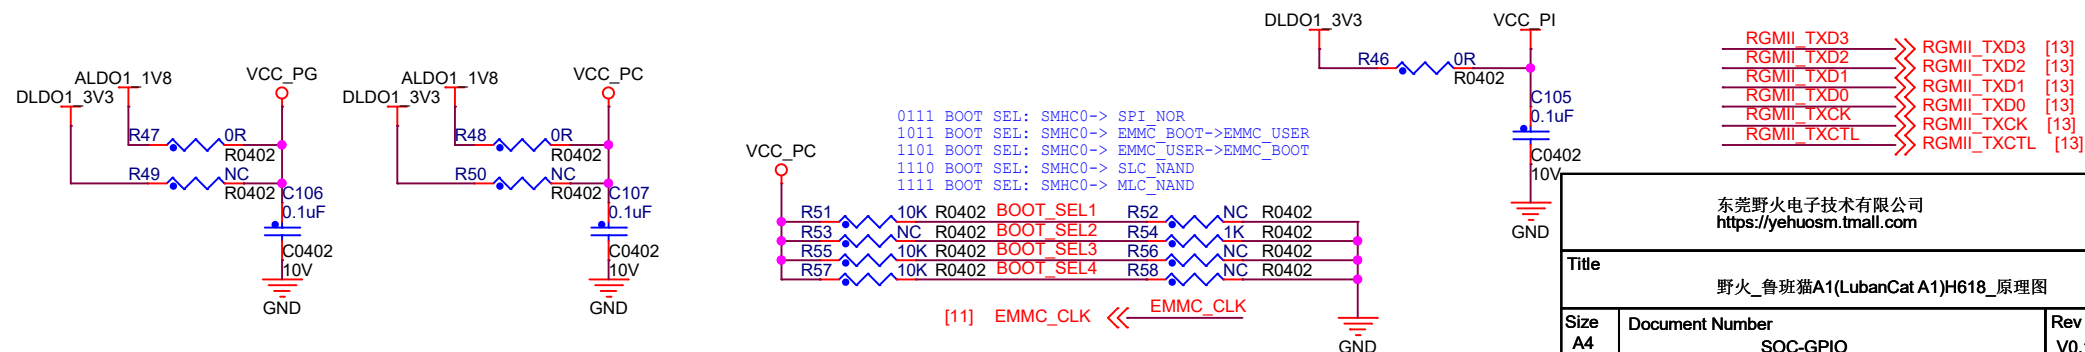 DLDO1_3V3
ALDO1_1V8
VCC_PG
R47 0R
R0402
R49 NC
R0402
C106
0.1uF
C0402
10V
GND
DLDO1_3V3
ALDO1_1V8
VCC_PC
R48 0R
R0402
R50 NC
R0402
C107
0.1uF
C0402
10V
GND
VCC_PC
0111 BOOT SEL: SMHC0-> SPI_NOR
1011 BOOT SEL: SMHC0-> EMMC_BOOT->EMMC_USER
1101 BOOT SEL: SMHC0-> EMMC_USER->EMMC_BOOT
1110 BOOT SEL: SMHC0-> SLC_NAND
1111 BOOT SEL: SMHC0-> MLC_NAND
R51 10K R0402 BOOT_SEL1 R52 NC R0402
R53 NC R0402 BOOT_SEL2 R54 1K R0402
R55 10K R0402 BOOT_SEL3 R56 NC R0402
R57 10K R0402 BOOT_SEL4 R58 NC R0402
[11] EMMC_CLK EMMC_CLK
GND
DLDO1_3V3
VCC_PI
R46 0R
R0402
C105
0.1uF
C0402
10V
GND
RGMII_TXD3 RGMII_TXD3 [13]
RGMII_TXD2 RGMII_TXD2 [13]
RGMII_TXD1 RGMII_TXD1 [13]
RGMII_TXD0 RGMII_TXD0 [13]
RGMII_TXCK RGMII_TXCK [13]
RGMII_TXCTL RGMII_TXCTL [13]
东莞野火电子技术有限公司
https://yehuosm.tmall.com
Title
野火_鲁班猫A1(LubanCat A1)H618_原理图
Size Document Number Rev
A4 SOC-GPIO